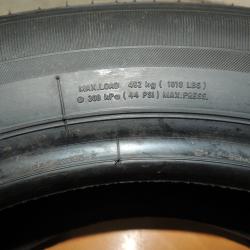 MAX.LOAD 462 kg ( 1019 LBS )
@ 300 kPa ( 44 PSI ) MAX.PRESS.